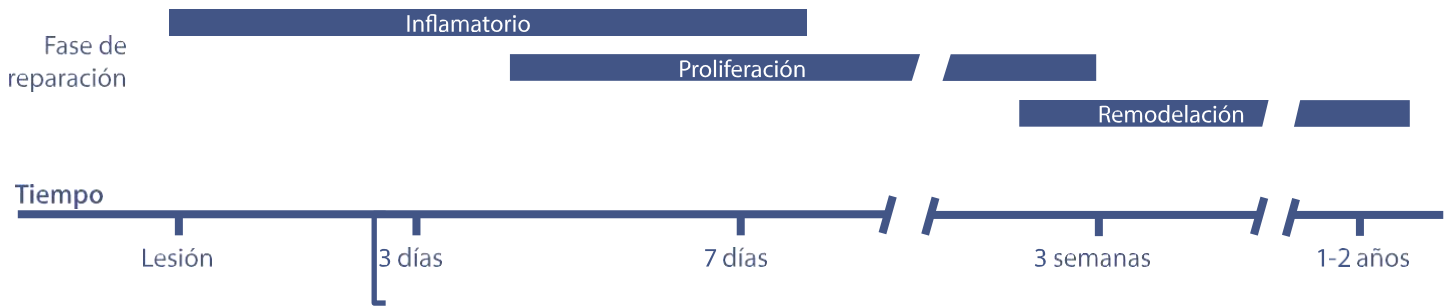 Inflamatorio
Fase de
reparación
Proliferación
Remodelación
Tiempo
Lesión
3 días
7 días
3 semanas
1-2 años